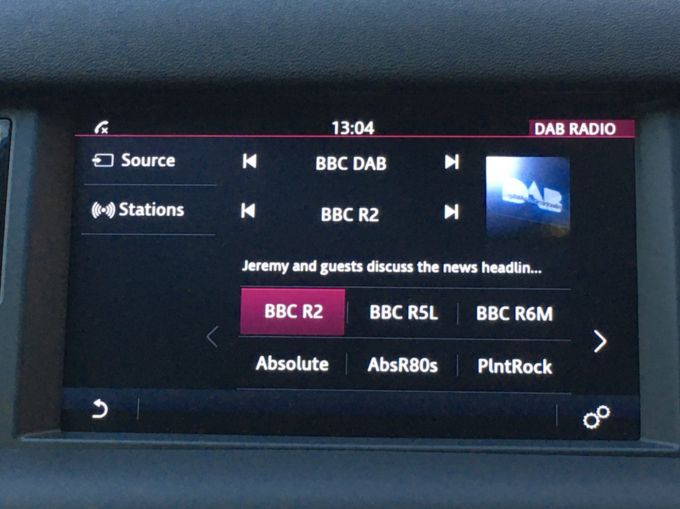 13:04
DAB RADIO
Source
BBC DAB
DAB
Stations
BBC R2
Jeremy and guests discuss the news headlin...
BBC R2
BBC R5L
BBC R6M
Absolute
AbsR80s
PlntRock